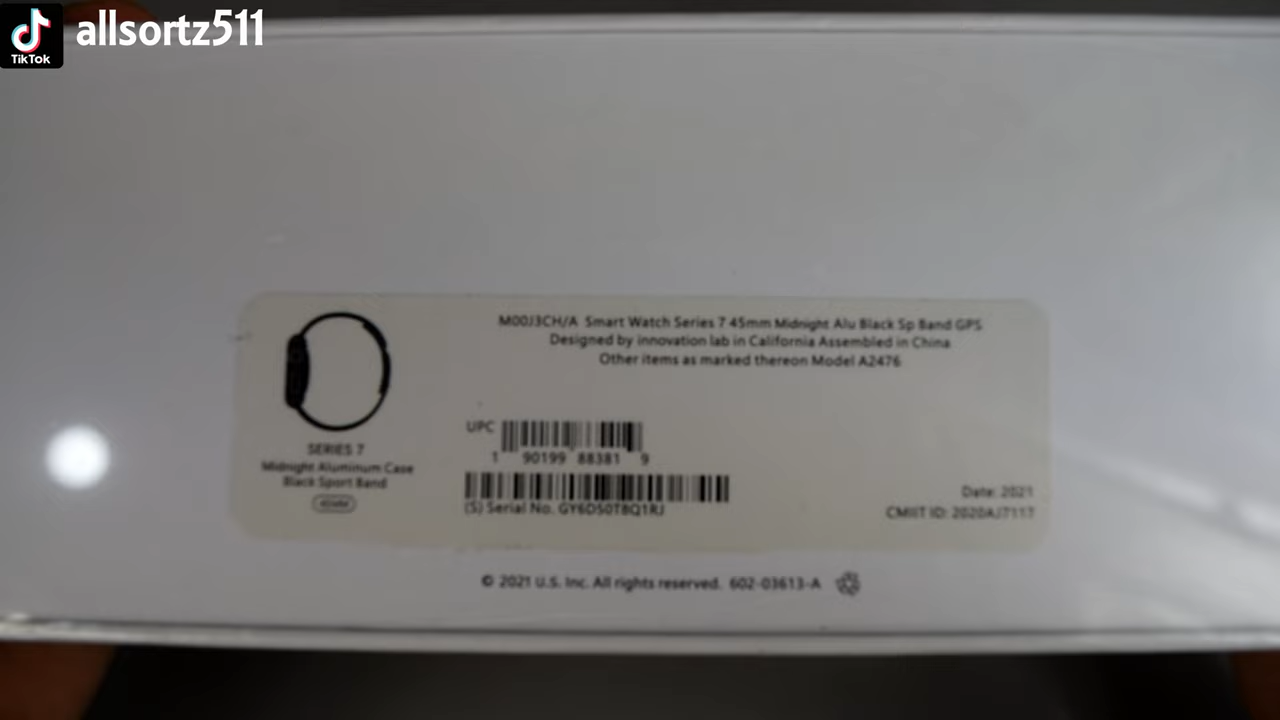 TikTok
allsortz511
M00J3CH/A Smart Watch Series 7 45mm Midnight Alu Black Sp Band GPS
Designed by innovation lab in California Assembled in China
Other items as marked thereon Model A2476
UPC
1 90199 88381 9
(S) Serial No. GY6D50T8Q1RJ
SERIES 7
Midnight Aluminum Case
Black Sport Band
Date: 2021
CMIIT ID: 2020AJ7117
© 2021 U.S. Inc. All rights reserved. 602-03613-A